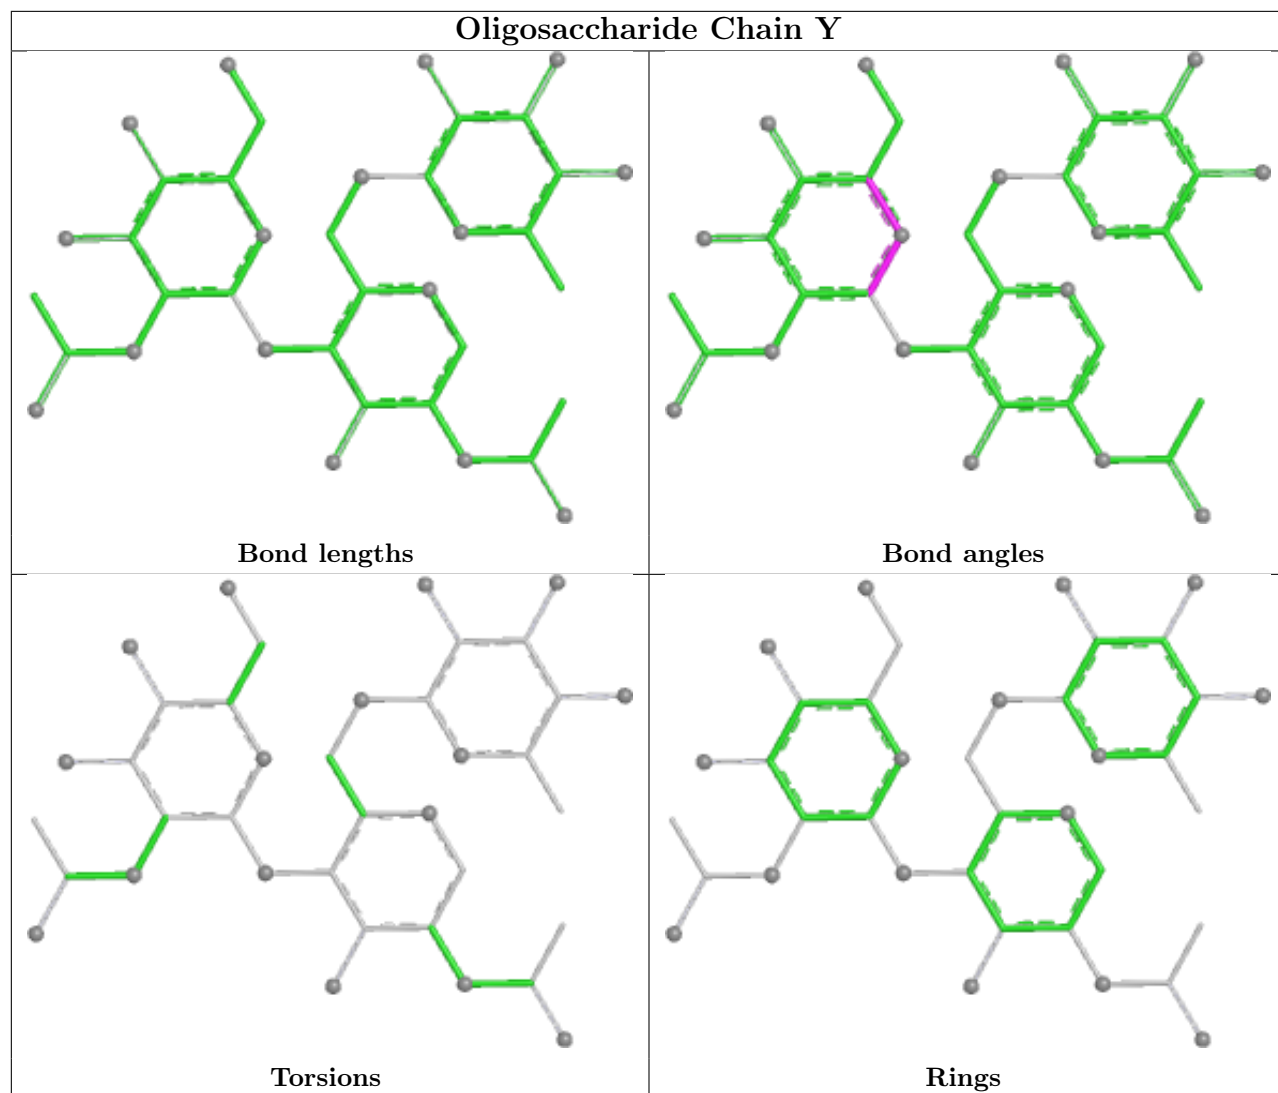 Oligosaccharide Chain Y
Bond lengths
Bond angles
Torsions
Rings